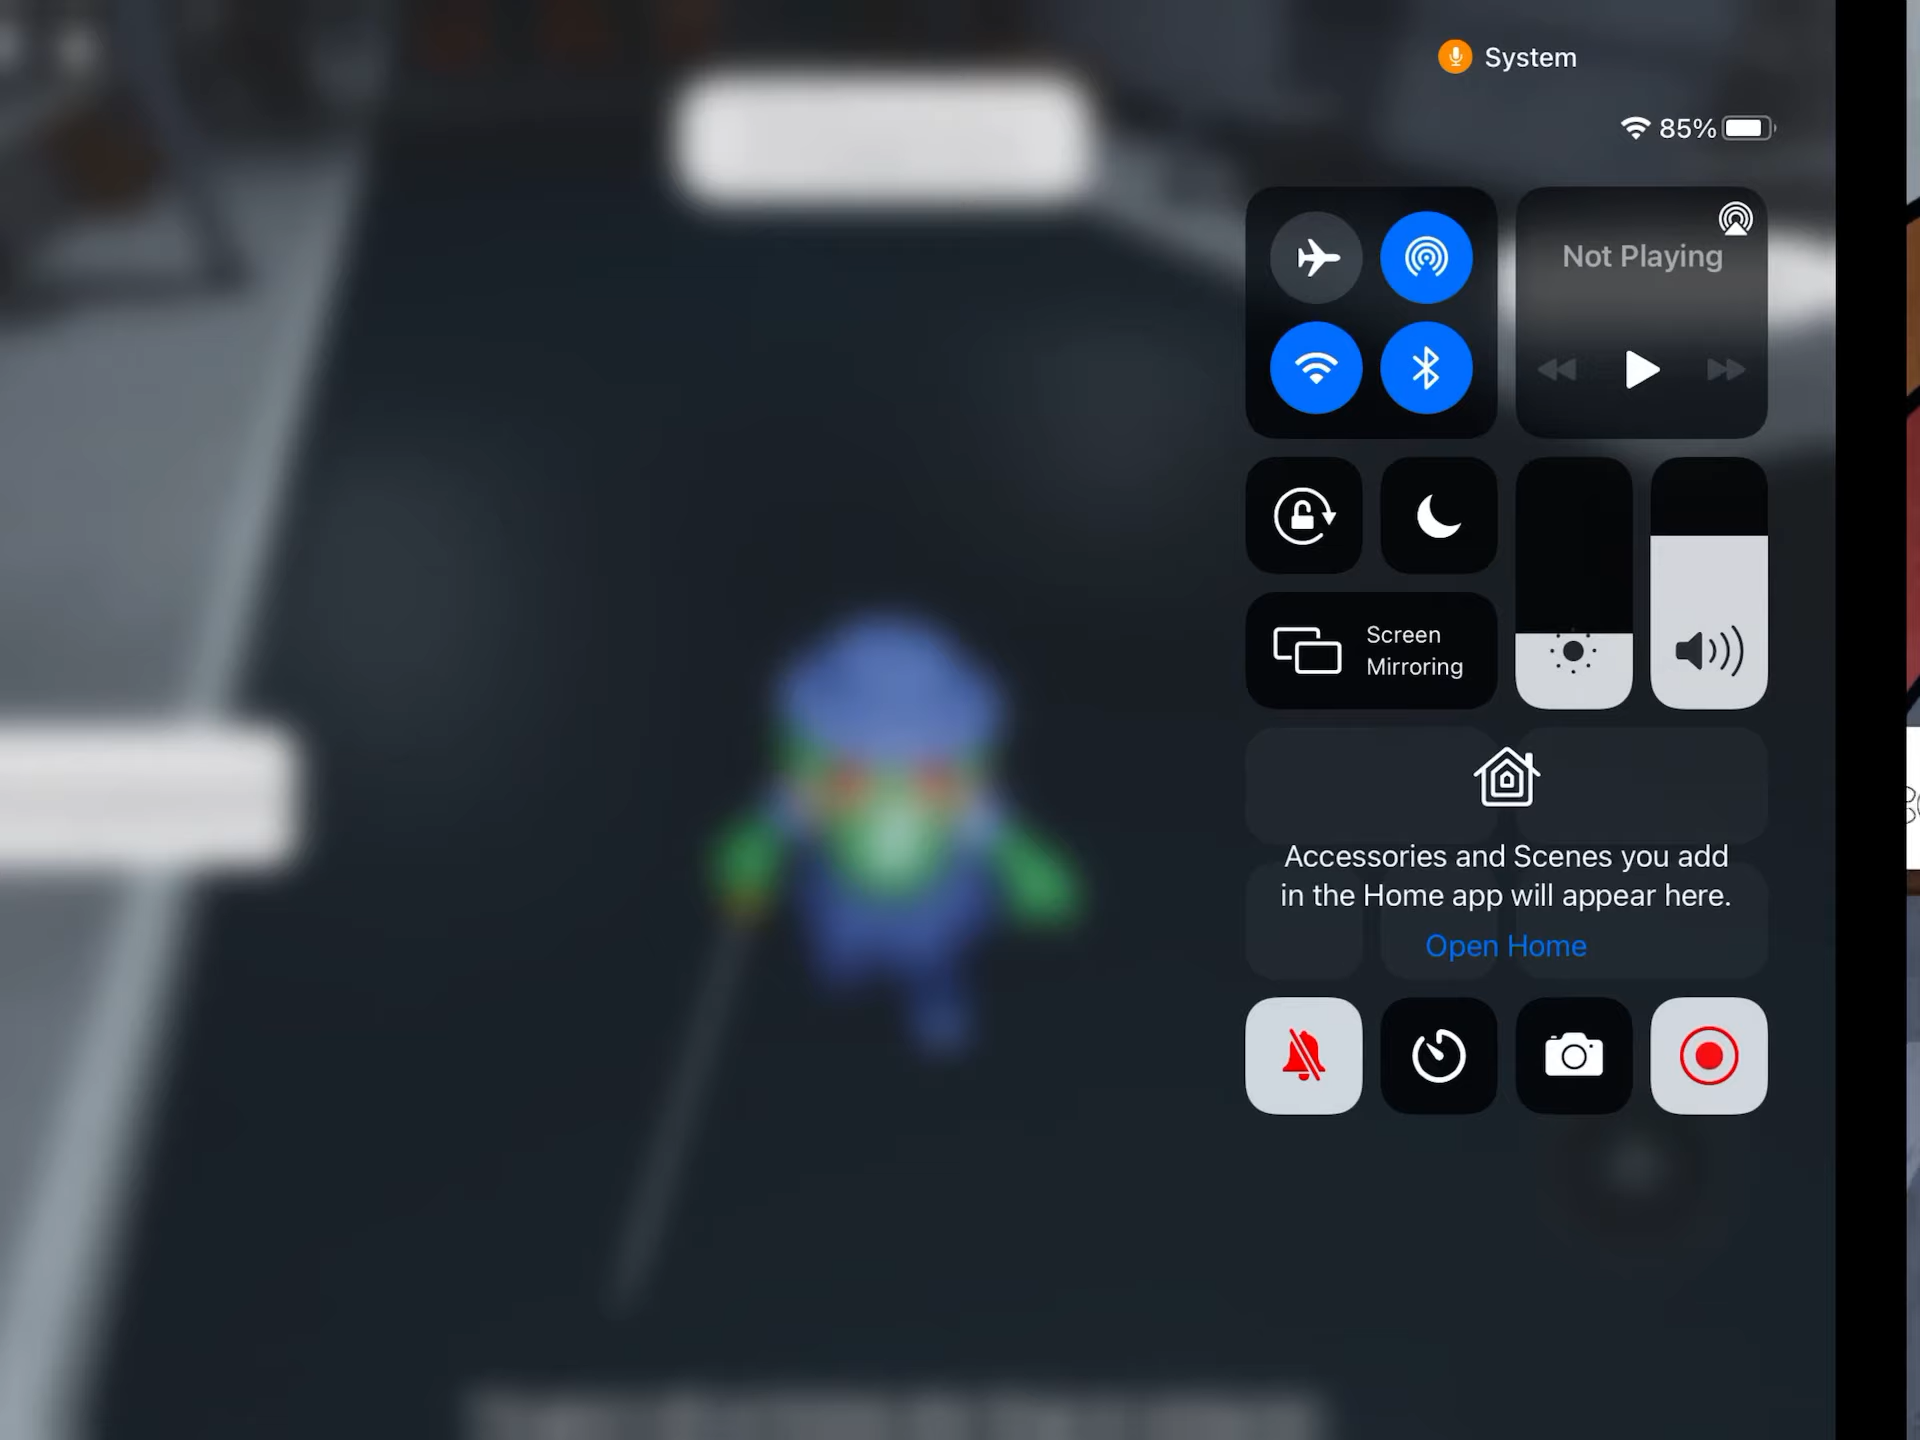 System
85%
Not Playing
Screen
Mirroring
Accessories and Scenes you add
in the Home app will appear here.
Open Home